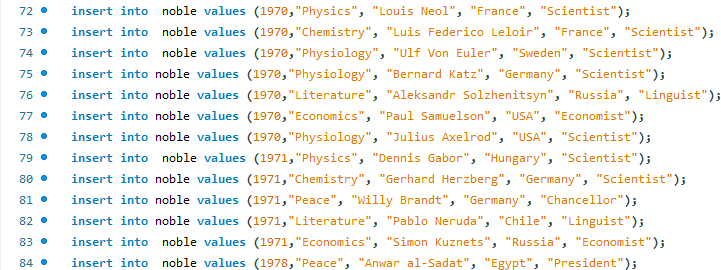 72 insert into  noble values (1970,"Physics", "Louis Neol", "France", "Scientist");
73 insert into  noble values (1970,"Chemistry", "Luis Federico Leloir", "France", "Scientist");
74 insert into  noble values (1970,"Physiology", "Ulf Von Euler", "Sweden", "Scientist");
75 insert into noble values (1970,"Physiology", "Bernard Katz", "Germany", "Scientist");
76 insert into noble values (1970,"Literature", "Aleksandr Solzhenitsyn", "Russia", "Linguist");
77 insert into noble values (1970,"Economics", "Paul Samuelson", "USA", "Economist");
78 insert into noble values (1970,"Physiology", "Julius Axelrod", "USA", "Scientist");
79 insert into  noble values (1971,"Physics", "Dennis Gabor", "Hungary", "Scientist");
80 insert into  noble values (1971,"Chemistry", "Gerhard Herzberg", "Germany", "Scientist");
81 insert into  noble values (1971,"Peace", "Willy Brandt", "Germany", "Chancellor");
82 insert into  noble values (1971,"Literature", "Pablo Neruda", "Chile", "Linguist");
83 insert into  noble values (1971,"Economics", "Simon Kuznets", "Russia", "Economist");
84 insert into  noble values (1978,"Peace", "Anwar al-Sadat", "Egypt", "President");